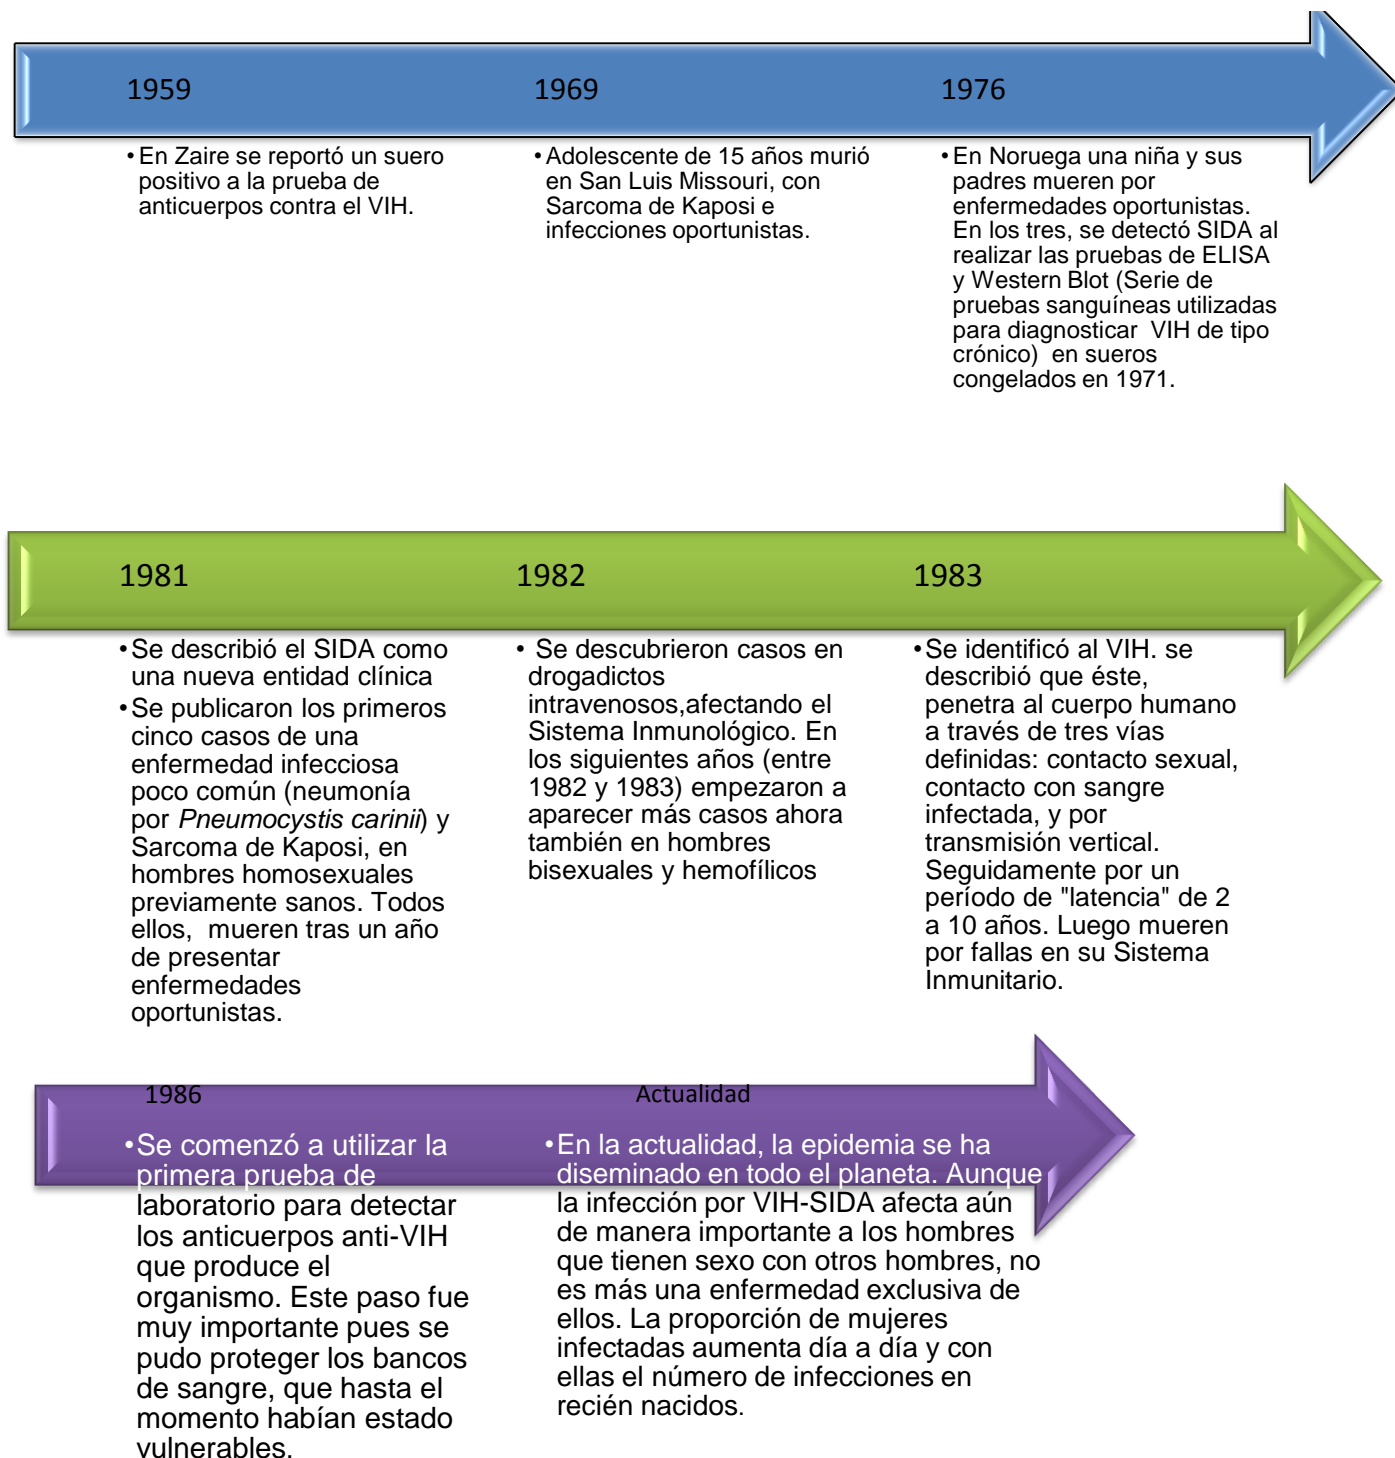 1959
• En Zaire se reportó un suero
positivo a la prueba de
anticuerpos contra el VIH.
1969
• Adolescente de 15 años murió
en San Luis Missouri, con
Sarcoma de Kaposi e
infecciones oportunistas.
1976
• En Noruega una niña y sus
padres mueren por
enfermedades oportunistas.
En los tres, se detectó SIDA al
realizar las pruebas de ELISA
y Western Blot (Serie de
pruebas sanguíneas utilizadas
para diagnosticar VIH de tipo
crónico) en sueros
congelados en 1971.
1981
• Se describió el SIDA como
una nueva entidad clínica
• Se publicaron los primeros
cinco casos de una
enfermedad infecciosa
poco común (neumonía
por Pneumocystis carinii) y
Sarcoma de Kaposi, en
hombres homosexuales
previamente sanos. Todos
ellos, mueren tras un año
de presentar
enfermedades
oportunistas.
1982
• Se descubrieron casos en
drogadictos
intravenosos,afectando el
Sistema Inmunológico. En
los siguientes años (entre
1982 y 1983) empezaron a
aparecer más casos ahora
también en hombres
bisexuales y hemofílicos
1983
• Se identificó al VIH. se
describió que éste,
penetra al cuerpo humano
a través de tres vías
definidas: contacto sexual,
contacto con sangre
infectada, y por
transmisión vertical.
Seguidamente por un
período de "latencia" de 2
a 10 años. Luego mueren
por fallas en su Sistema
Inmunitario.
1986
• Se comenzó a utilizar la
primera prueba de
laboratorio para detectar
los anticuerpos anti-VIH
que produce el
organismo. Este paso fue
muy importante pues se
pudo proteger los bancos
de sangre, que hasta el
momento habían estado
vulnerables.
Actualidad
• En la actualidad, la epidemia se ha
diseminado en todo el planeta. Aunque
la infección por VIH-SIDA afecta aún
de manera importante a los hombres
que tienen sexo con otros hombres, no
es más una enfermedad exclusiva de
ellos. La proporción de mujeres
infectadas aumenta día a día y con
ellas el número de infecciones en
recién nacidos.